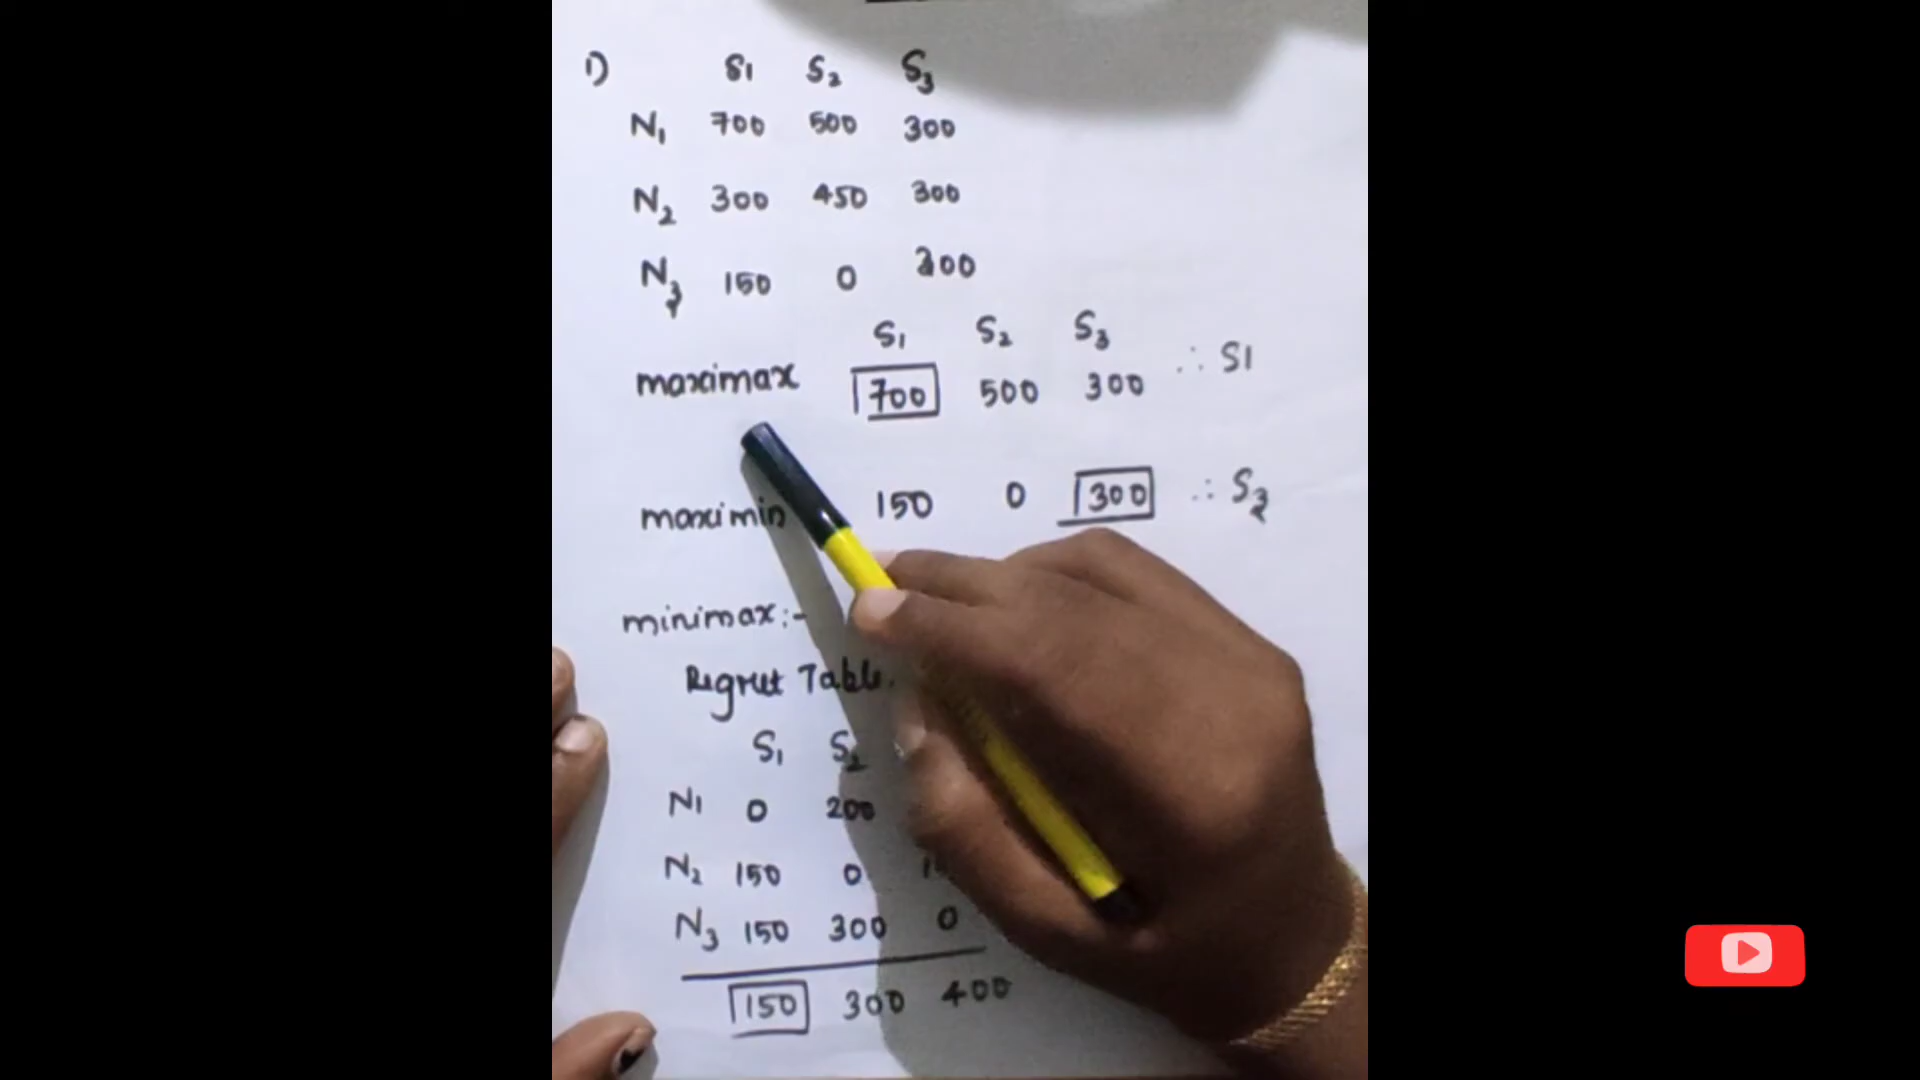 1) S1 S2 S3
N1 700 500 300
N2 300 450 300
N3 150 0 300
S1 S2 S3
maximax 700 500 300 ∴ S1
maximin 150 0 300 ∴ S3
minimax:-
Regret Table.
S1 S2
N1 0 200
N2 150 0
N3 150 300 0
150 300 400